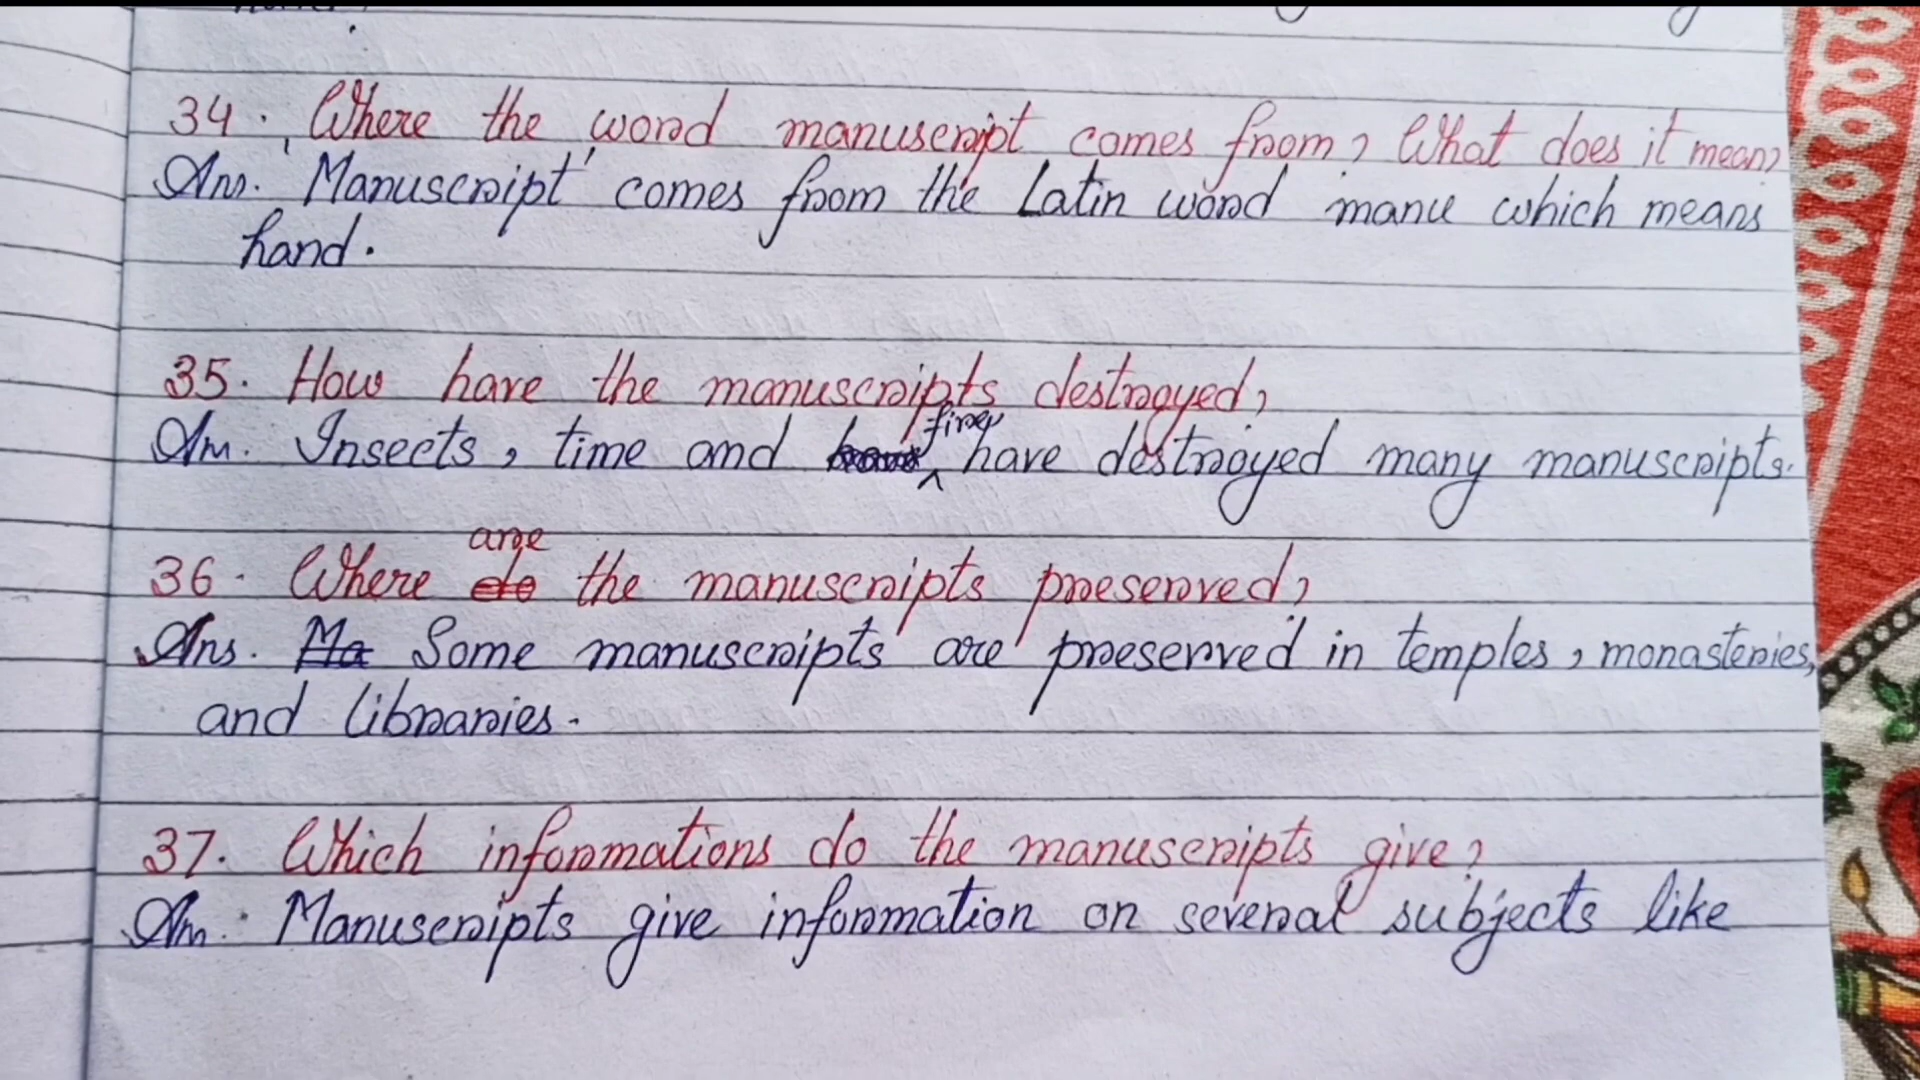 34. Where the word manuscript comes from? What does it mean?
Ans. Manuscript comes from the Latin word manu which means
hand.
35. How have the manuscripts destroyed?
Ans. Insects, time and fire have destroyed many manuscripts.
36. Where are the manuscripts preserved?
Ans. Some manuscripts are preserved in temples, monasteries,
and libraries.
37. Which informations do the manuscripts give?
Ans. Manuscripts give information on several subjects like